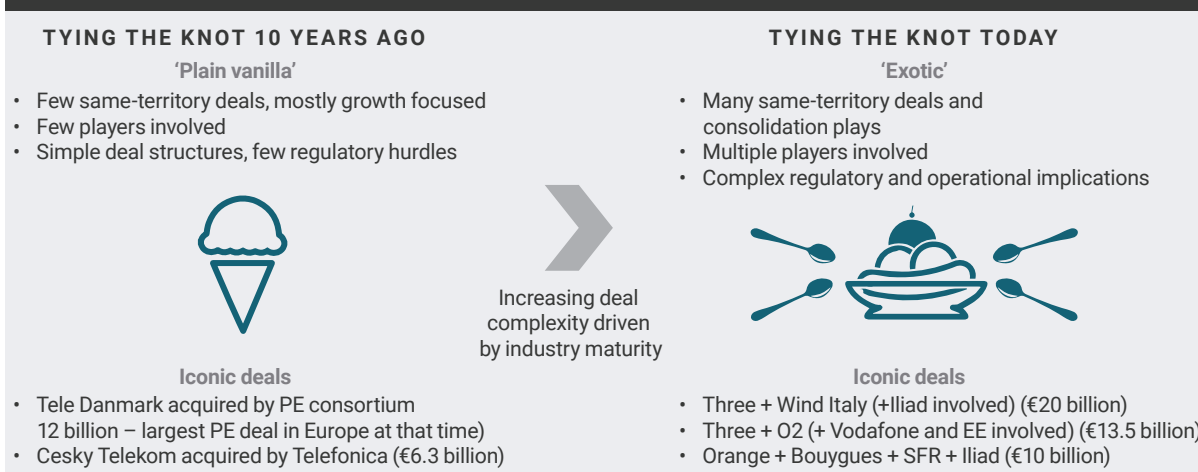 TYING THE KNOT 10 YEARS AGO
‘Plain vanilla’
• Few same-territory deals, mostly growth focused
• Few players involved
• Simple deal structures, few regulatory hurdles
Iconic deals
• Tele Danmark acquired by PE consortium
12 billion – largest PE deal in Europe at that time)
• Cesky Telekom acquired by Telefonica (€6.3 billion)
Increasing deal
complexity driven
by industry maturity
TYING THE KNOT TODAY
‘Exotic’
• Many same-territory deals and
consolidation plays
• Multiple players involved
• Complex regulatory and operational implications
Iconic deals
• Three + Wind Italy (+Iliad involved) (€20 billion)
• Three + O2 (+ Vodafone and EE involved) (€13.5 billion)
• Orange + Bouygues + SFR + Iliad (€10 billion)